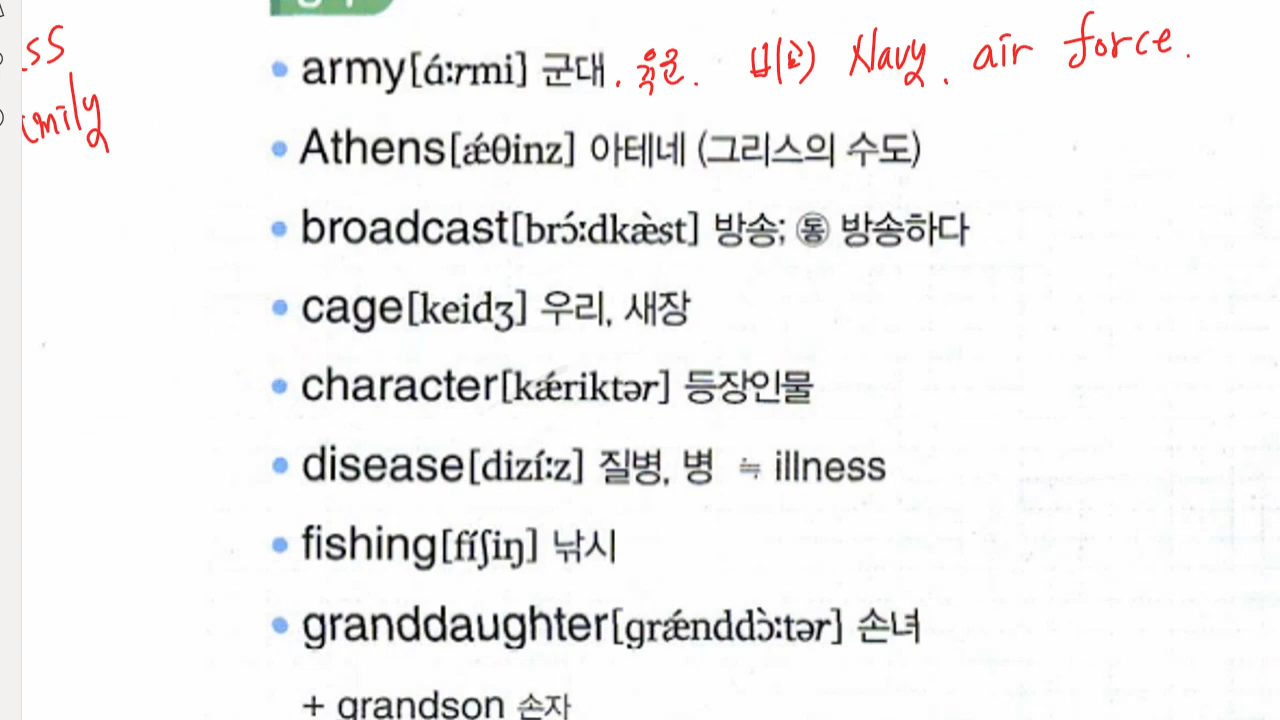 army[á:rmi] 군대. 육군. 비(교) Navy. air force.
Athens[ǽθinz] 아테네 (그리스의 수도)
broadcast[brɔ́:dkæ̀st] 방송; 동 방송하다
cage[keidʒ] 우리, 새장
character[kǽriktər] 등장인물
disease[dizí:z] 질병, 병 ≒ illness
fishing[fíʃiŋ] 낚시
granddaughter[grǽnddɔ̀:tər] 손녀
+ grandson 손자